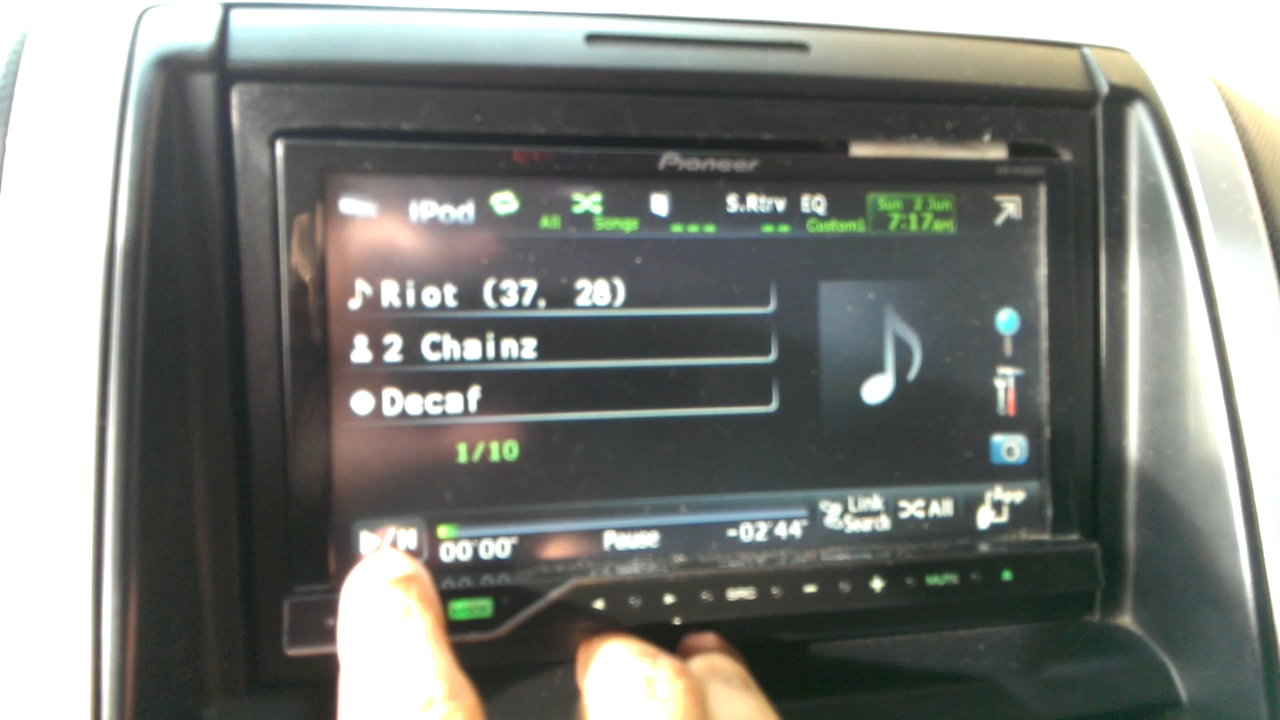 Pioneer
iPod All Songs S.Rtrv EQ Custom1 Sun 2 Jun 7:17AM
Riot (37, 28)
2 Chainz
Decaf
1/10
00'00" Pause -02'44" Link Search All App
SRC - + MUTE